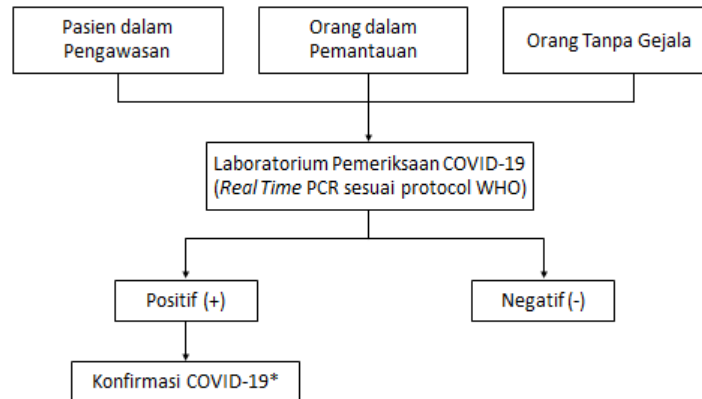 Pasien dalam
Pengawasan
Orang dalam
Pemantauan
Orang Tanpa Gejala
Laboratorium Pemeriksaan COVID-19
(Real Time PCR sesuai protocol WHO)
Positif (+)
Negatif (-)
Konfirmasi COVID-19*